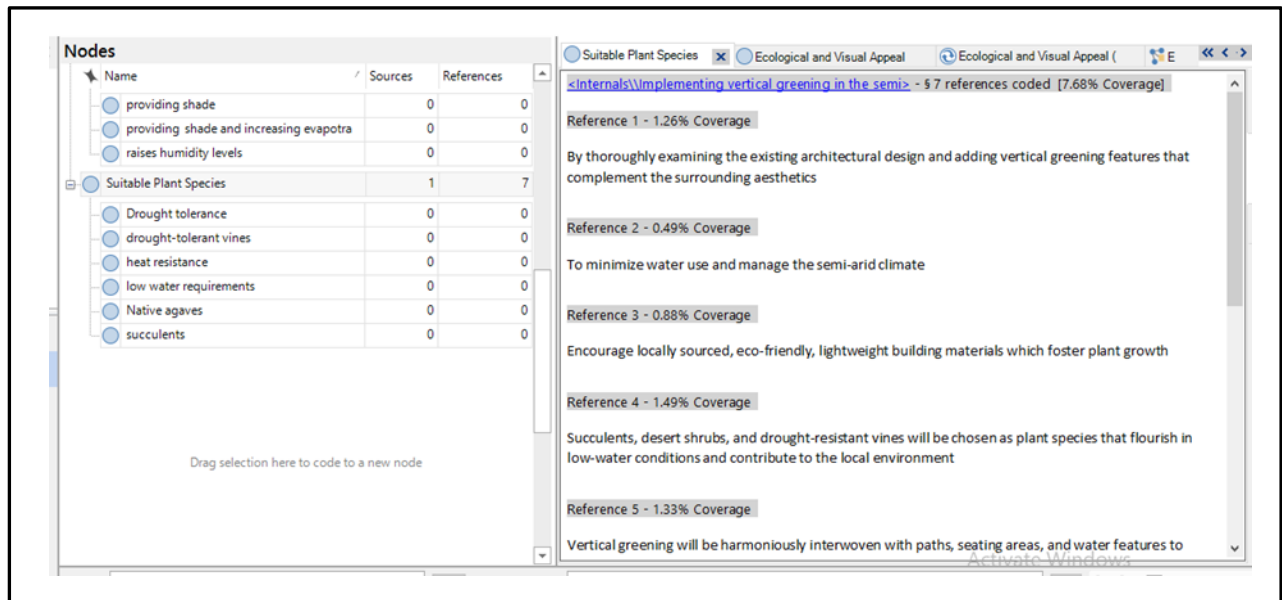 Nodes
Name / Sources References
providing shade 0 0
providing shade and increasing evapotra 0 0
raises humidity levels 0 0
Suitable Plant Species 1 7
Drought tolerance 0 0
drought-tolerant vines 0 0
heat resistance 0 0
low water requirements 0 0
Native agaves 0 0
succulents 0 0
Drag selection here to code to a new node
Suitable Plant Species Ecological and Visual Appeal Ecological and Visual Appeal ( E
<Internals\\Implementing vertical greening in the semi> - § 7 references coded [7.68% Coverage]
Reference 1 - 1.26% Coverage
By thoroughly examining the existing architectural design and adding vertical greening features that
complement the surrounding aesthetics
Reference 2 - 0.49% Coverage
To minimize water use and manage the semi-arid climate
Reference 3 - 0.88% Coverage
Encourage locally sourced, eco-friendly, lightweight building materials which foster plant growth
Reference 4 - 1.49% Coverage
Succulents, desert shrubs, and drought-resistant vines will be chosen as plant species that flourish in
low-water conditions and contribute to the local environment
Reference 5 - 1.33% Coverage
Vertical greening will be harmoniously interwoven with paths, seating areas, and water features to
Activate Windows